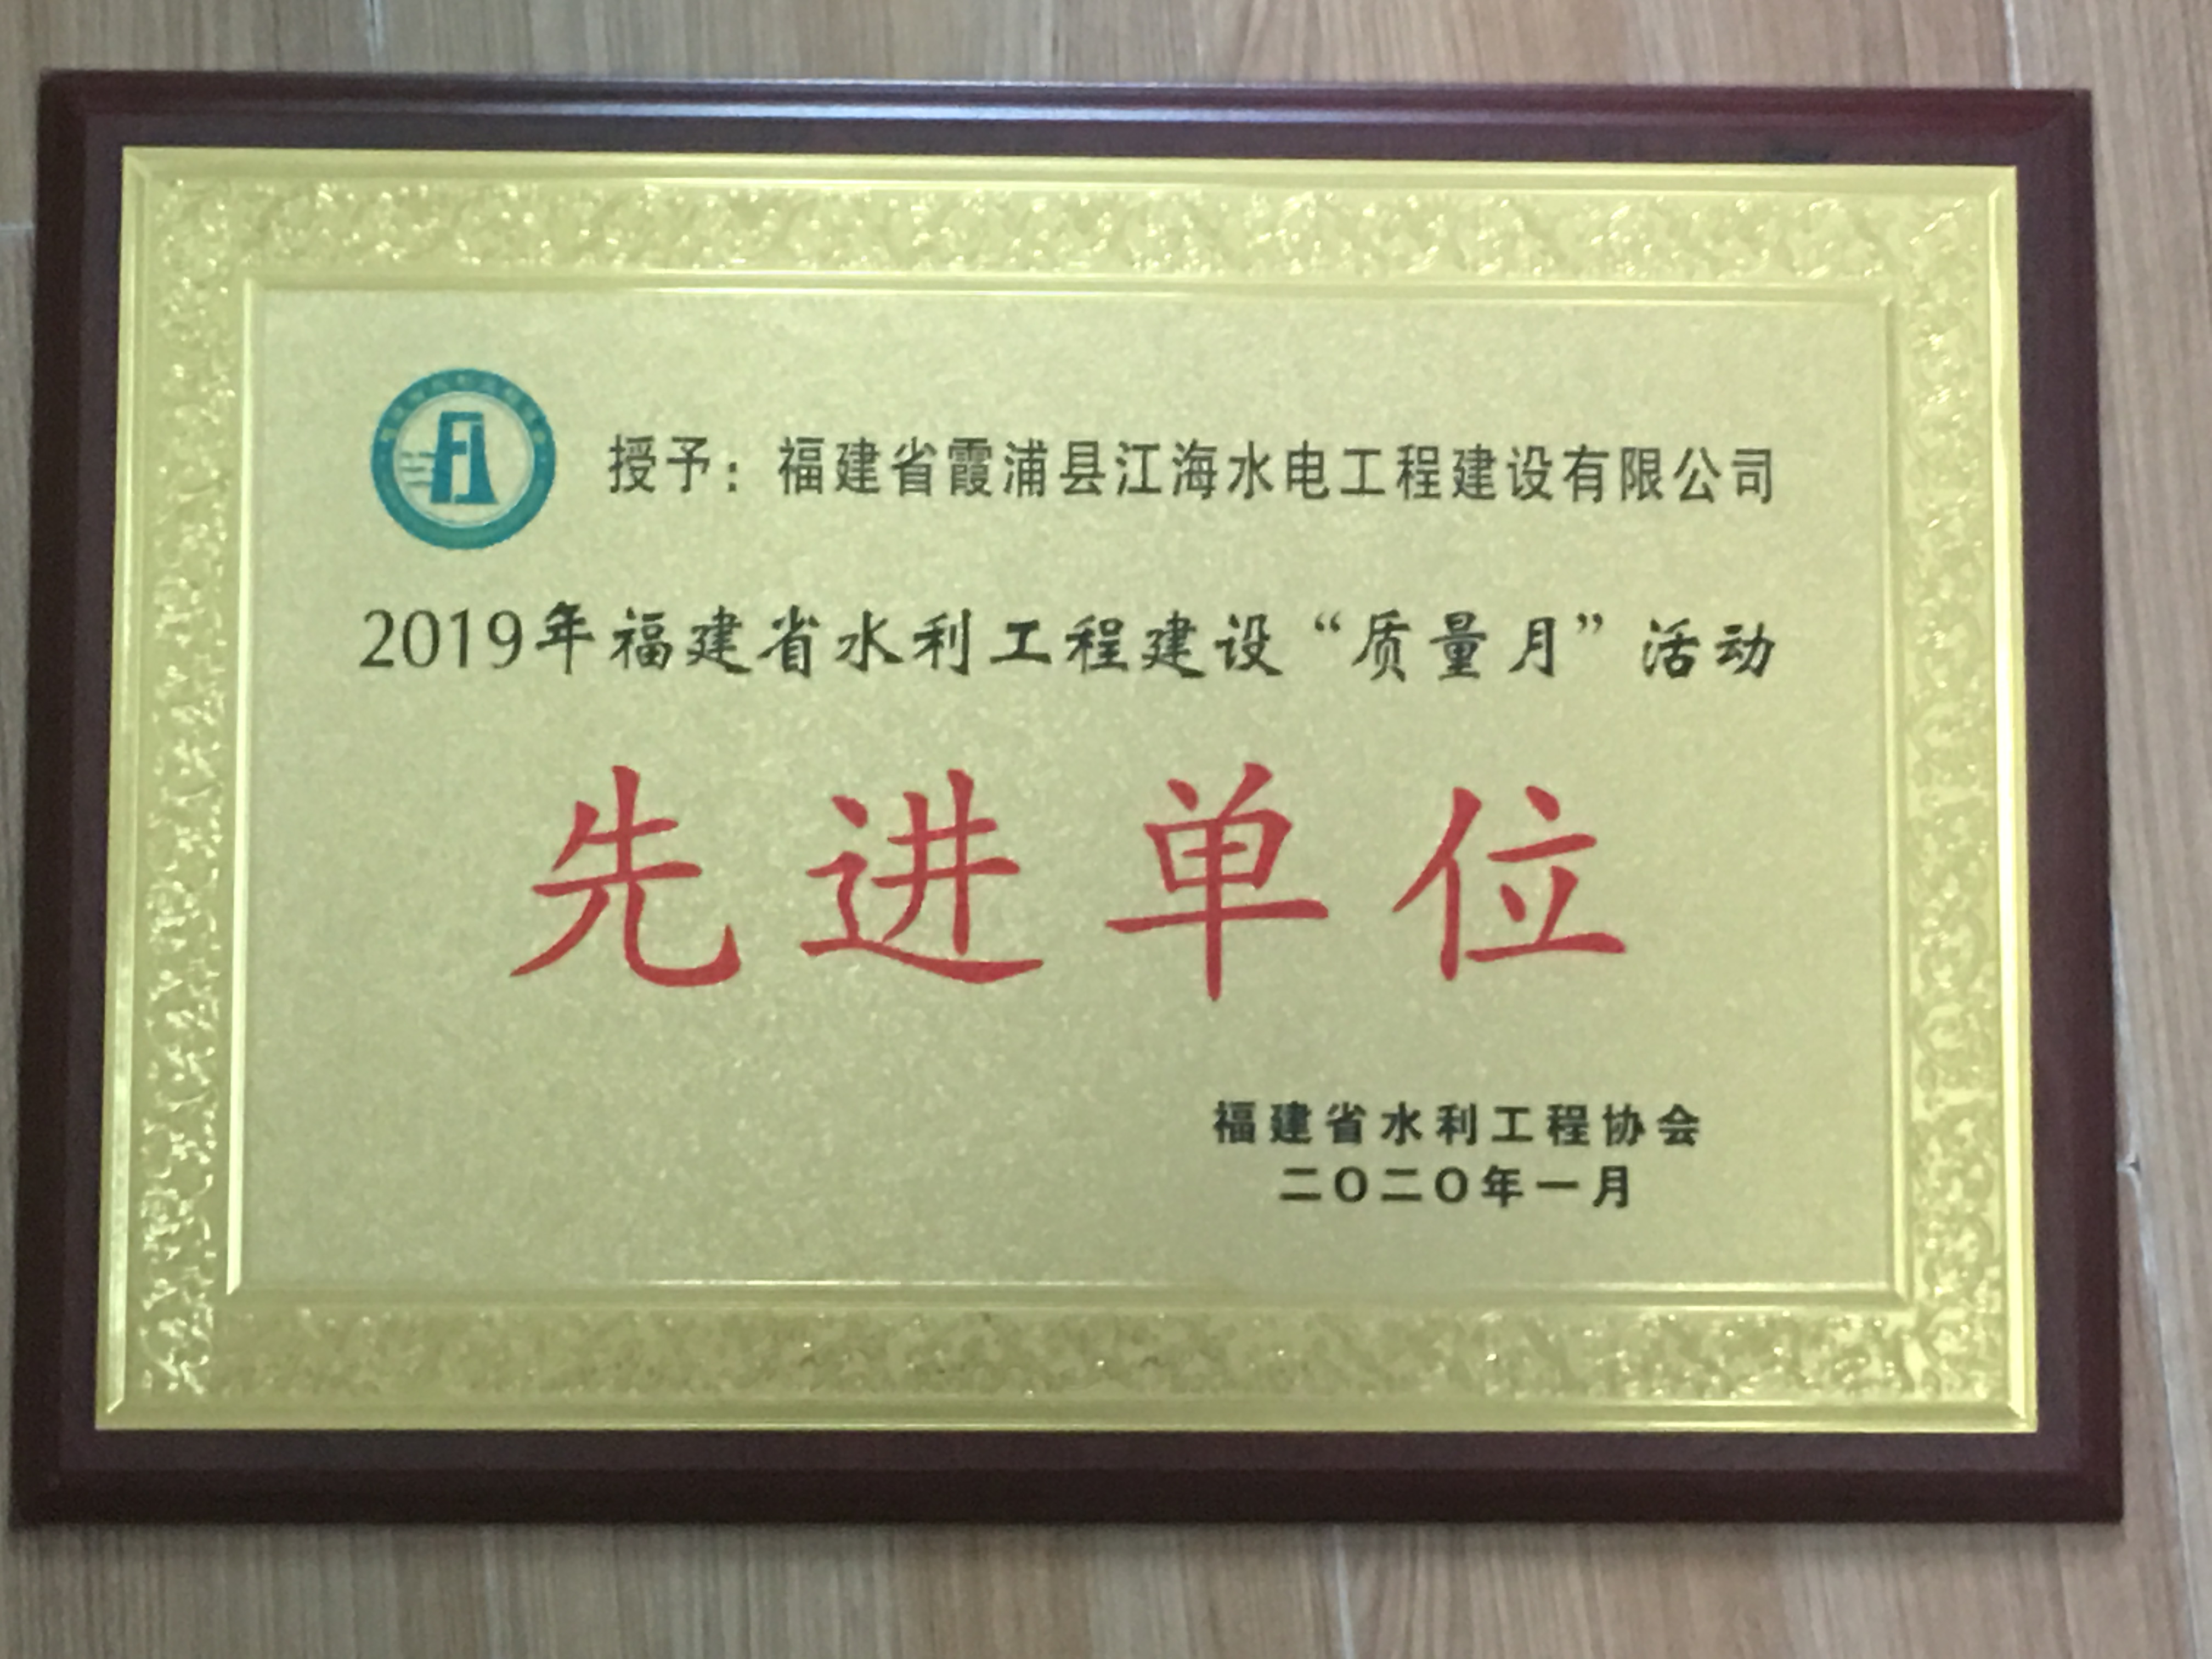 授予：福建省霞浦县江海水电工程建设有限公司
2019年福建省水利工程建设“质量月”活动
先进单位
福建省水利工程协会
二〇二〇年一月